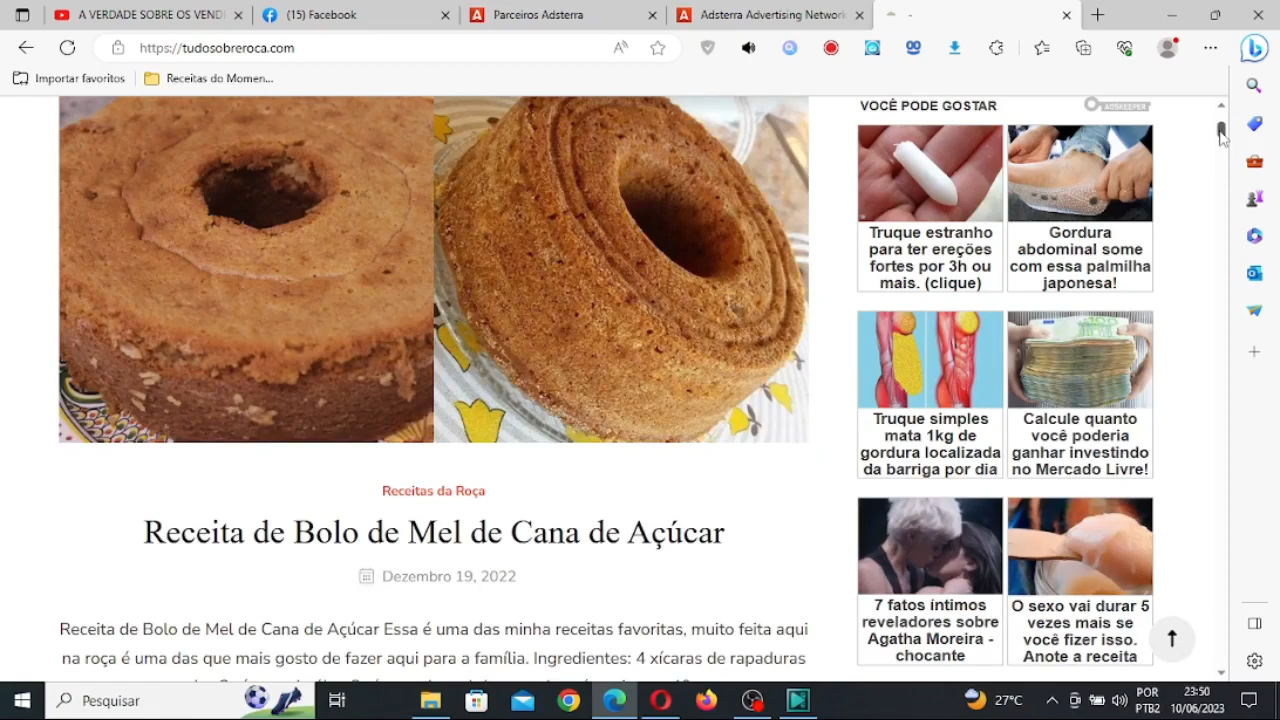 A VERDADE SOBRE OS VENDI
(15) Facebook
Parceiros Adsterra
Adsterra Advertising Network
https://tudosobreroca.com
Importar favoritos
Receitas do Momen...
VOCÊ PODE GOSTAR
ADSKEEPER
Truque estranho
para ter ereções
fortes por 3h ou
mais. (clique)
Gordura
abdominal some
com essa palmilha
japonesa!
Truque simples
mata 1kg de
gordura localizada
da barriga por dia
Calcule quanto
você poderia
ganhar investindo
no Mercado Livre!
7 fatos íntimos
reveladores sobre
Agatha Moreira -
chocante
O sexo vai durar 5
vezes mais se
você fizer isso.
Anote a receita
Receitas da Roça
Receita de Bolo de Mel de Cana de Açúcar
Dezembro 19, 2022
Receita de Bolo de Mel de Cana de Açúcar Essa é uma das minha receitas favoritas, muito feita aqui
na roça é uma das que mais gosto de fazer aqui para a família. Ingredientes: 4 xícaras de rapaduras
Pesquisar
27°C
POR
PTB2
23:50
10/06/2023